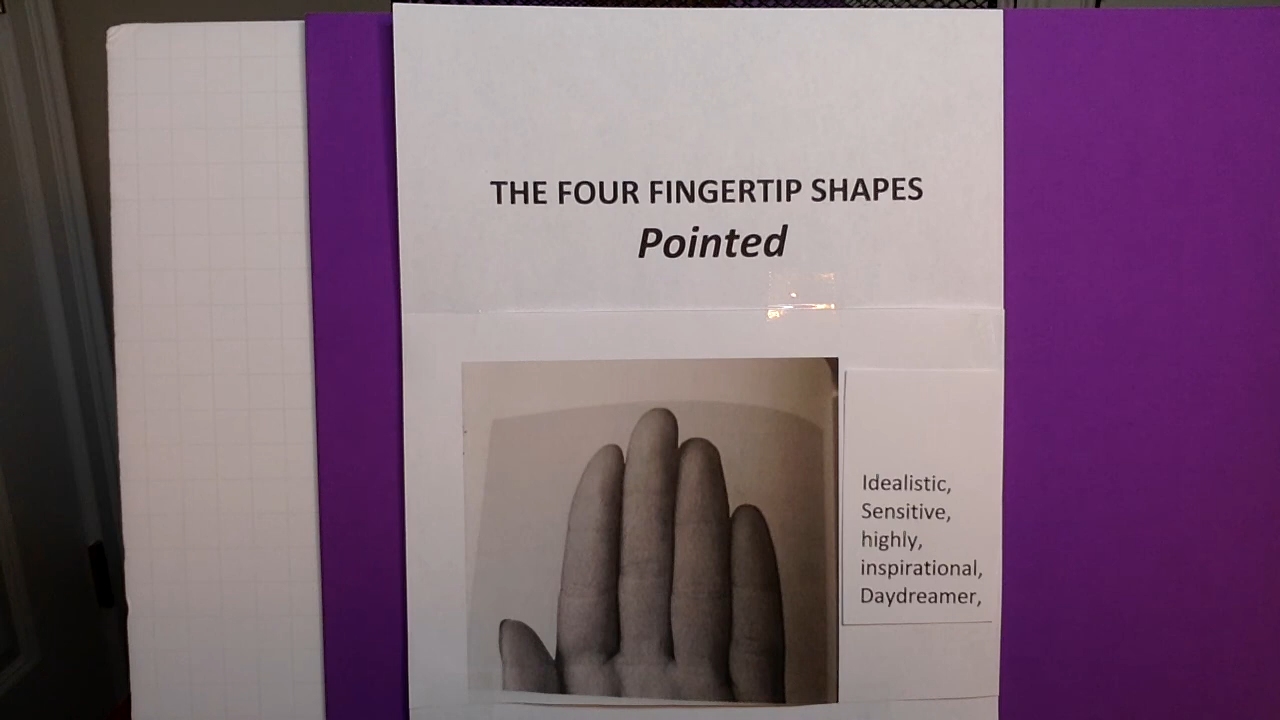 THE FOUR FINGERTIP SHAPES
Pointed
Idealistic,
Sensitive,
highly,
inspirational,
Daydreamer,